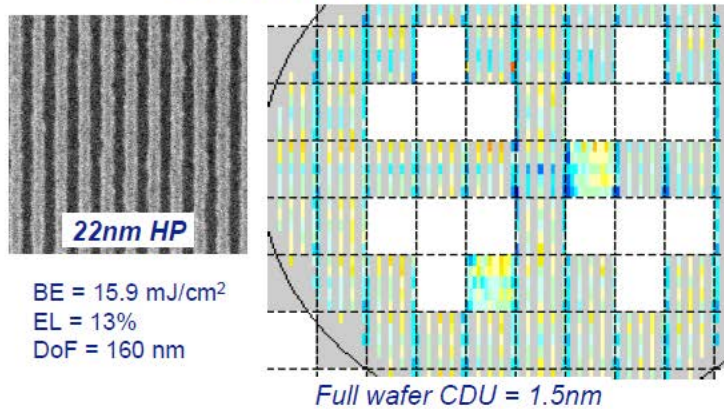 22nm HP
BE = 15.9 mJ/cm²
EL = 13%
DoF = 160 nm
Full wafer CDU = 1.5nm